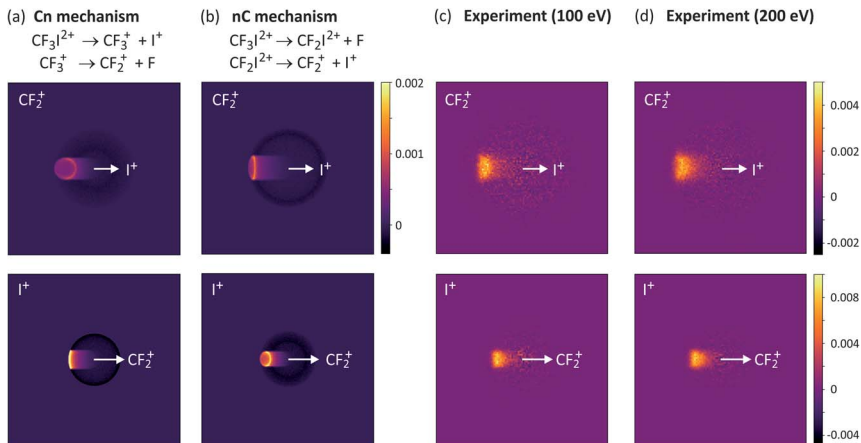 (a) Cn mechanism
CF₃I²⁺ → CF₃⁺ + I⁺
CF₃⁺ → CF₂⁺ + F
(b) nC mechanism
CF₃I²⁺ → CF₂I²⁺ + F
CF₂I²⁺ → CF₂⁺ + I⁺
(c) Experiment (100 eV)
(d) Experiment (200 eV)
CF₂⁺
I⁺
CF₂⁺
I⁺
0.002
0.001
0
CF₂⁺
I⁺
CF₂⁺
I⁺
0.004
0.002
0
-0.002
I⁺
CF₂⁺
I⁺
CF₂⁺
I⁺
CF₂⁺
I⁺
CF₂⁺
0.008
0.004
0
-0.004